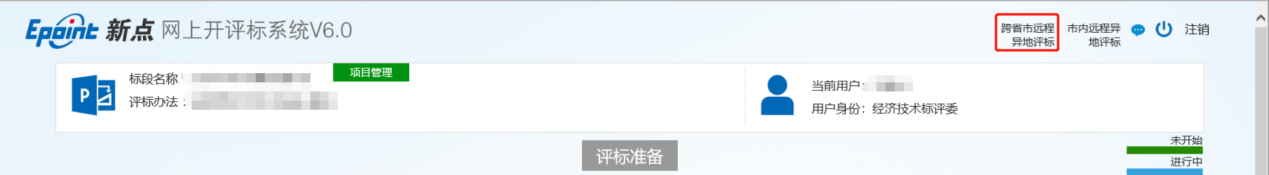 Epoint 新点 网上开评标系统V6.0
跨省市远程
异地评标
市内远程异
地评标
注销
标段名称
项目管理
评标办法：
当前用户：
用户身份：经济技术标评委
评标准备
未开始
进行中